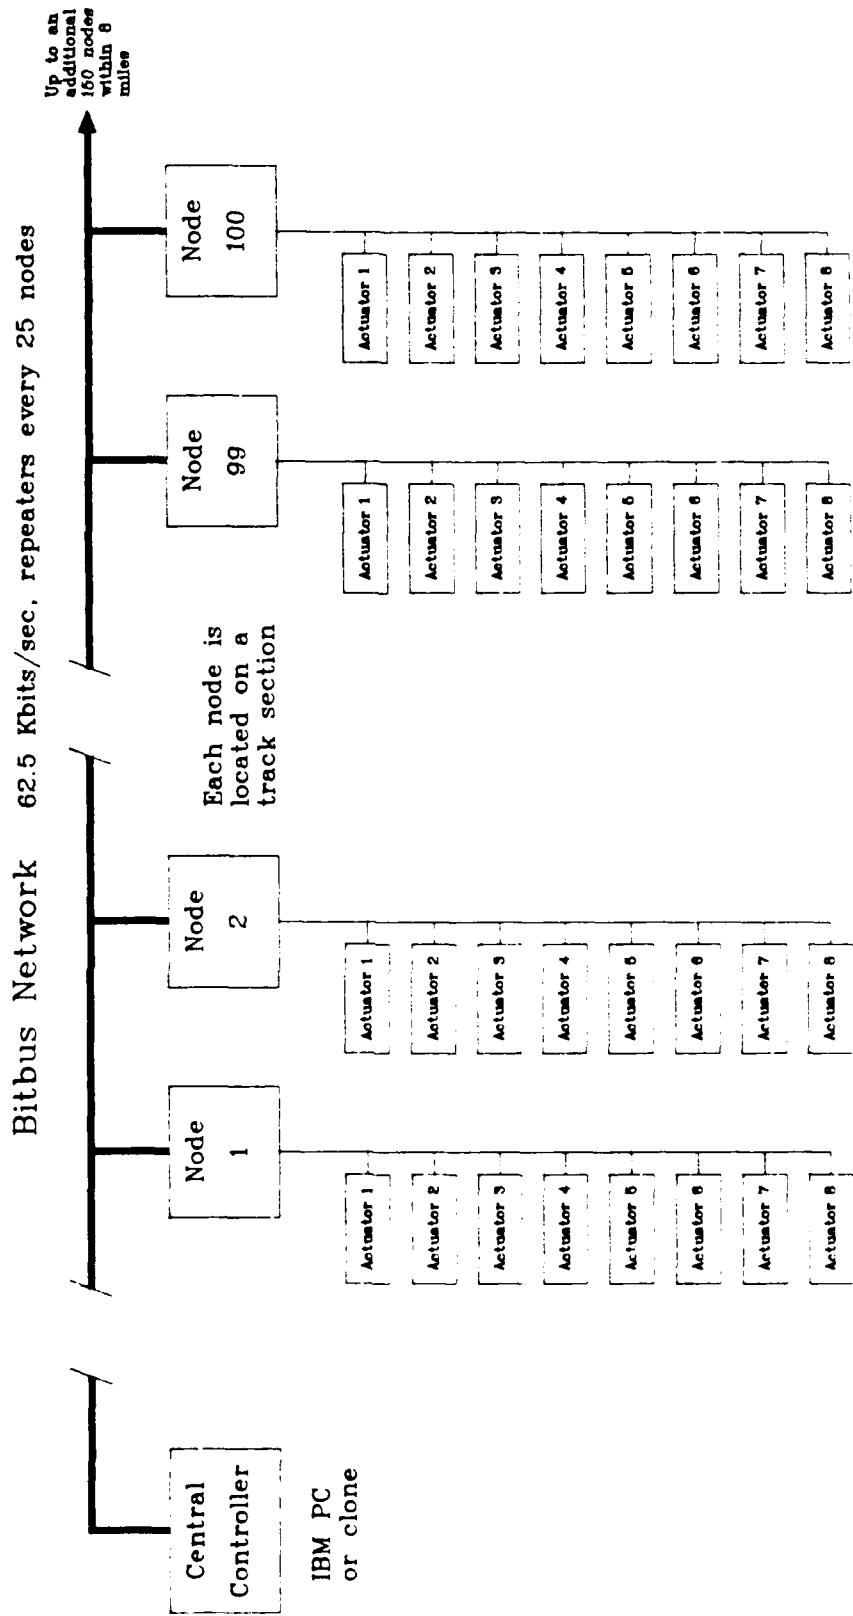 Bitbus Network 62.5 Kbits/sec, repeaters every 25 nodes
Up to an
additional
150 nodes
within 8
miles
Central
Controller
IBM PC
or clone
Node
1
Actuator 1
Actuator 2
Actuator 3
Actuator 4
Actuator 5
Actuator 6
Actuator 7
Actuator 8
Node
2
Actuator 1
Actuator 2
Actuator 3
Actuator 4
Actuator 5
Actuator 6
Actuator 7
Actuator 8
Each node is
located on a
track section
Node
99
Actuator 1
Actuator 2
Actuator 3
Actuator 4
Actuator 5
Actuator 6
Actuator 7
Actuator 8
Node
100
Actuator 1
Actuator 2
Actuator 3
Actuator 4
Actuator 5
Actuator 6
Actuator 7
Actuator 8